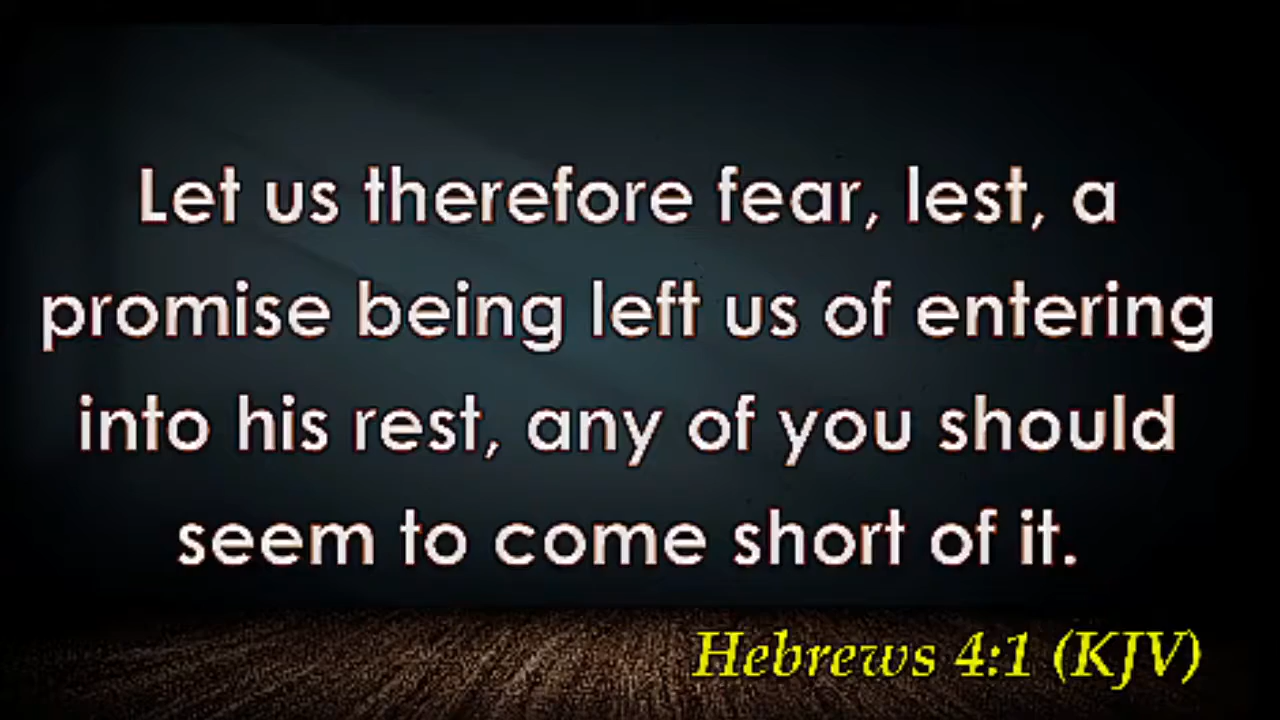 Let us therefore fear, lest, a
promise being left us of entering
into his rest, any of you should
seem to come short of it.
Hebrews 4:1 (KJV)